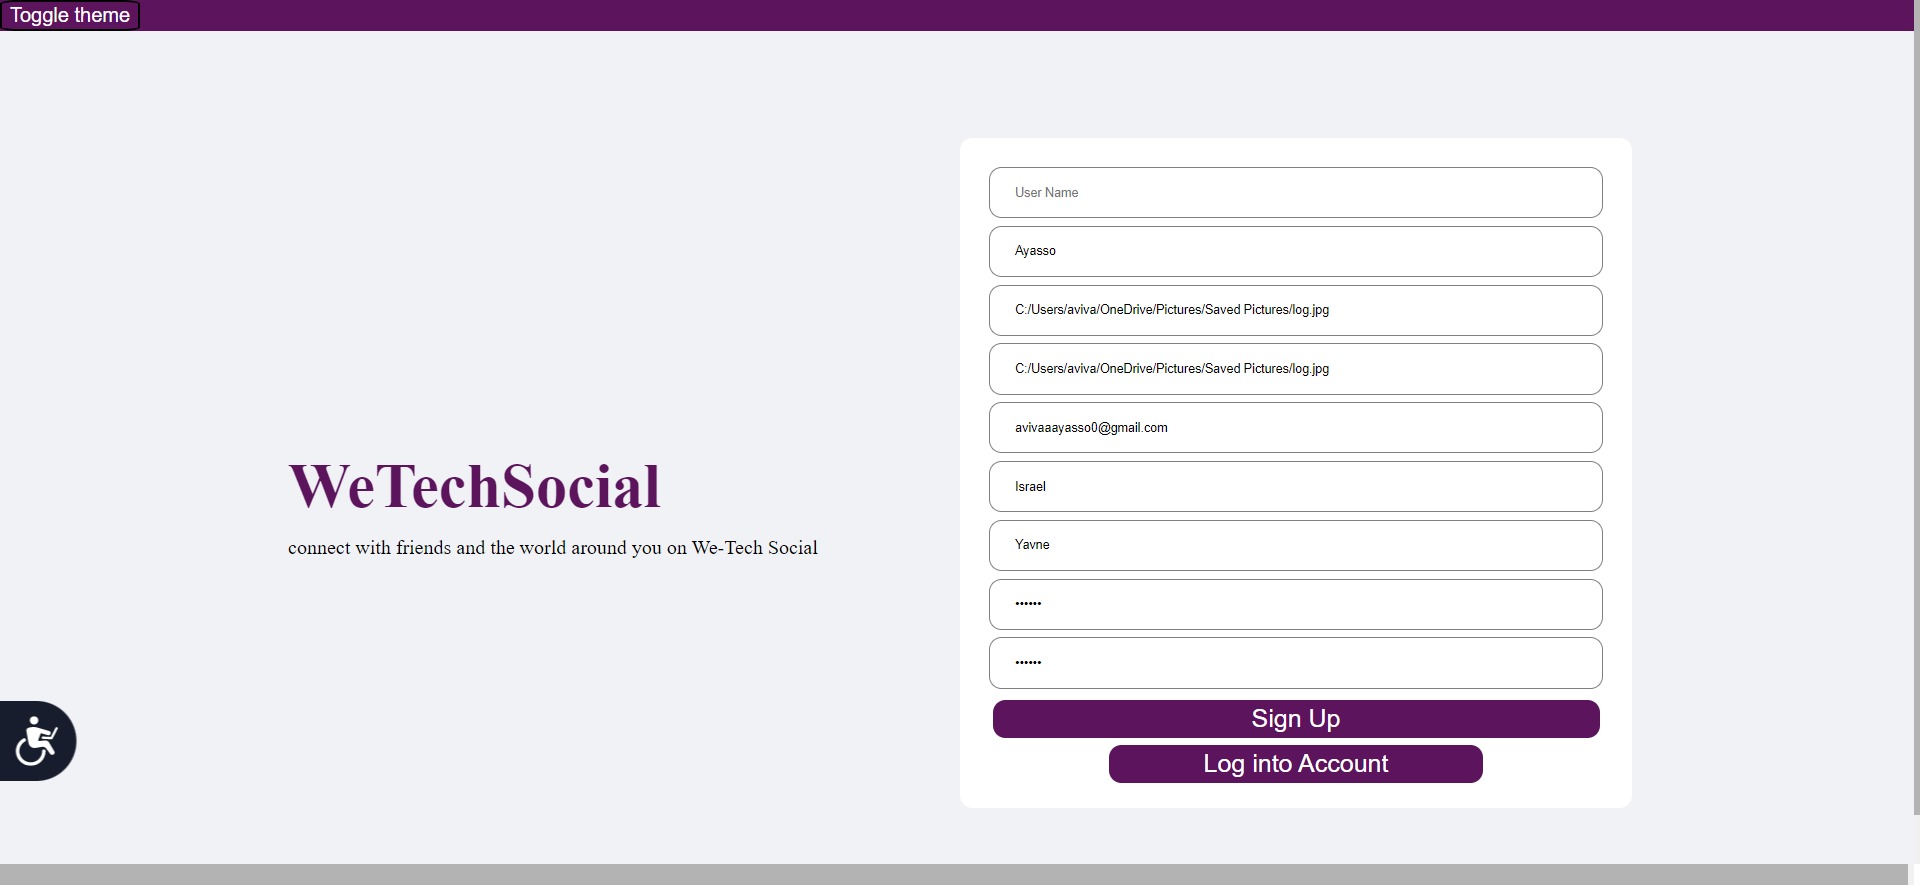 Toggle theme
User Name
Ayasso
C:/Users/aviva/OneDrive/Pictures/Saved Pictures/log.jpg
C:/Users/aviva/OneDrive/Pictures/Saved Pictures/log.jpg
avivaaayasso0@gmail.com
Israel
Yavne
••••••
••••••
Sign Up
Log into Account
WeTechSocial
connect with friends and the world around you on We-Tech Social